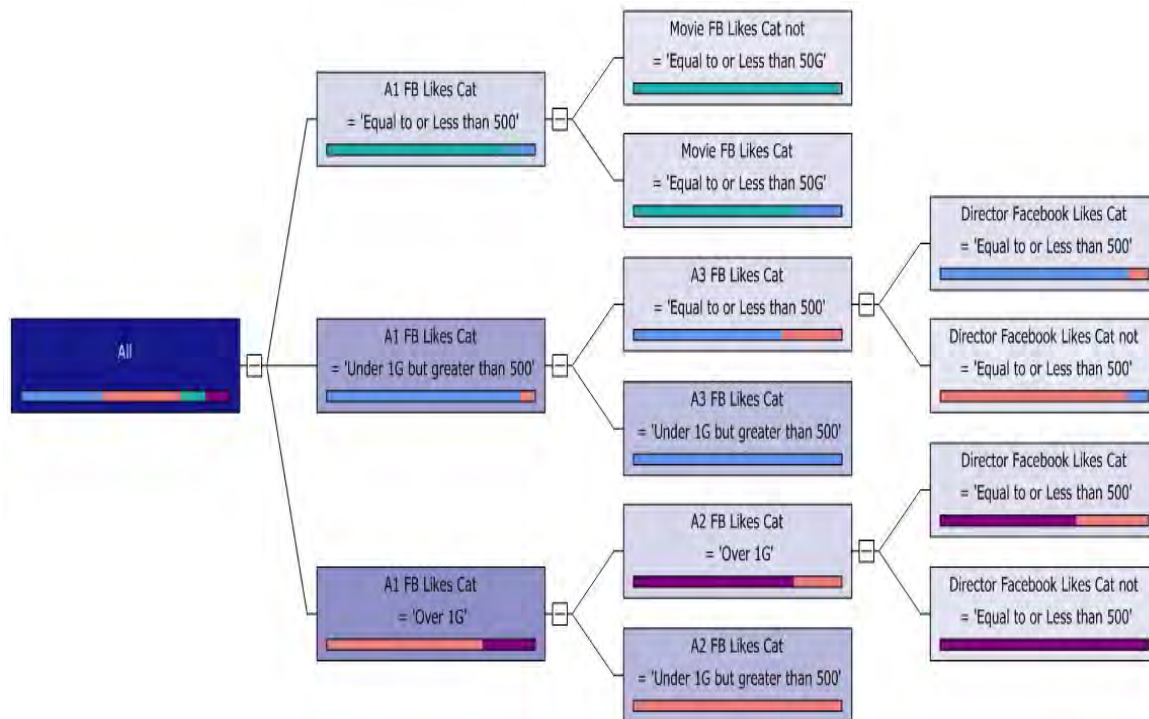 Movie FB Likes Cat not
= 'Equal to or Less than 50G'
A1 FB Likes Cat
= 'Equal to or Less than 500'
Movie FB Likes Cat
= 'Equal to or Less than 50G'
Director Facebook Likes Cat
= 'Equal to or Less than 500'
A3 FB Likes Cat
= 'Equal to or Less than 500'
All
A1 FB Likes Cat
= 'Under 1G but greater than 500'
Director Facebook Likes Cat not
= 'Equal to or Less than 500'
A3 FB Likes Cat
= 'Under 1G but greater than 500'
Director Facebook Likes Cat
= 'Equal to or Less than 500'
A2 FB Likes Cat
= 'Over 1G'
A1 FB Likes Cat
= 'Over 1G'
Director Facebook Likes Cat not
= 'Equal to or Less than 500'
A2 FB Likes Cat
= 'Under 1G but greater than 500'